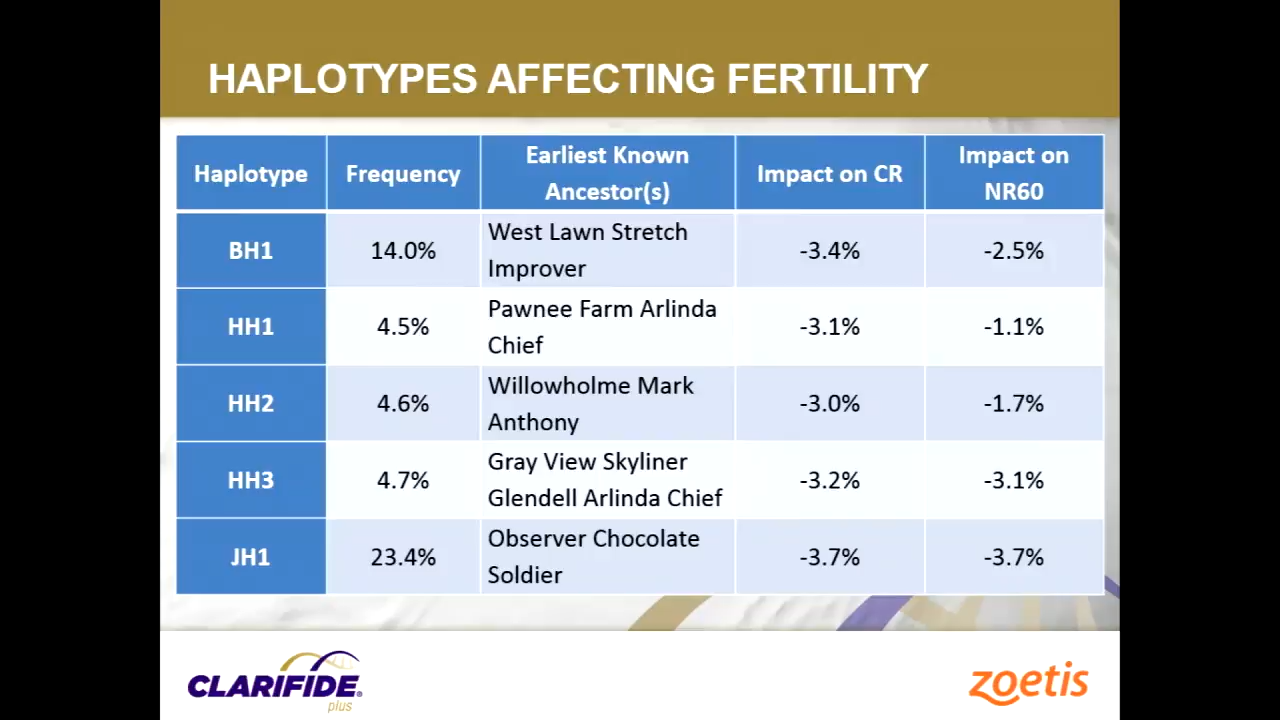 HAPLOTYPES AFFECTING FERTILITY
Haplotype
Frequency
Earliest Known
Ancestor(s)
Impact on CR
Impact on
NR60
BH1
14.0%
West Lawn Stretch
Improver
-3.4%
-2.5%
HH1
4.5%
Pawnee Farm Arlinda
Chief
-3.1%
-1.1%
HH2
4.6%
Willowholme Mark
Anthony
-3.0%
-1.7%
HH3
4.7%
Gray View Skyliner
Glendell Arlinda Chief
-3.2%
-3.1%
JH1
23.4%
Observer Chocolate
Soldier
-3.7%
-3.7%
CLARIFIDE®
plus
zoetis